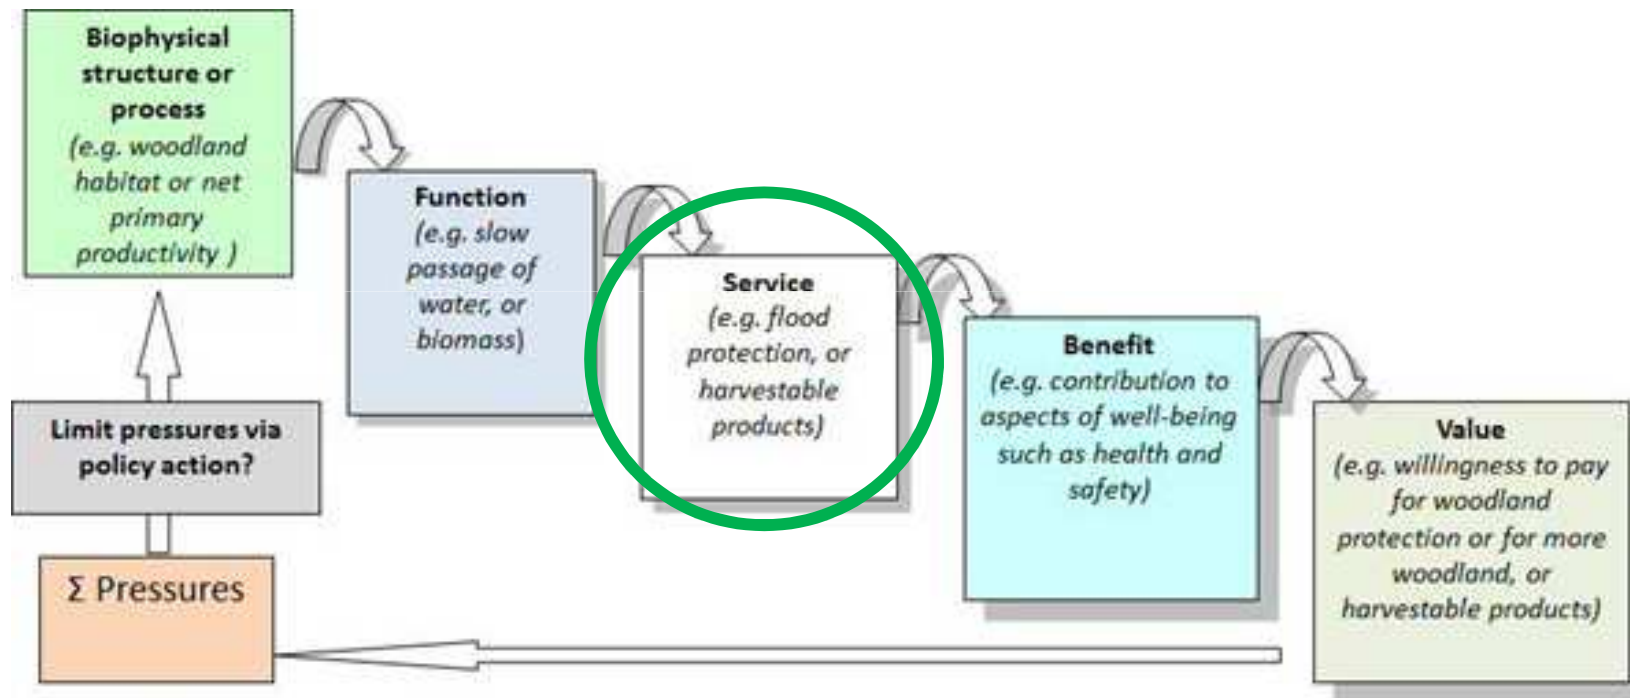 Biophysical
structure or
process
(e.g. woodland
habitat or net
primary
productivity )
Function
(e.g. slow
passage of
water, or
biomass)
Service
(e.g. flood
protection, or
harvestable
products)
Benefit
(e.g. contribution to
aspects of well-being
such as health and
safety)
Value
(e.g. willingness to pay
for woodland
protection or for more
woodland, or
harvestable products)
Limit pressures via
policy action?
Σ Pressures